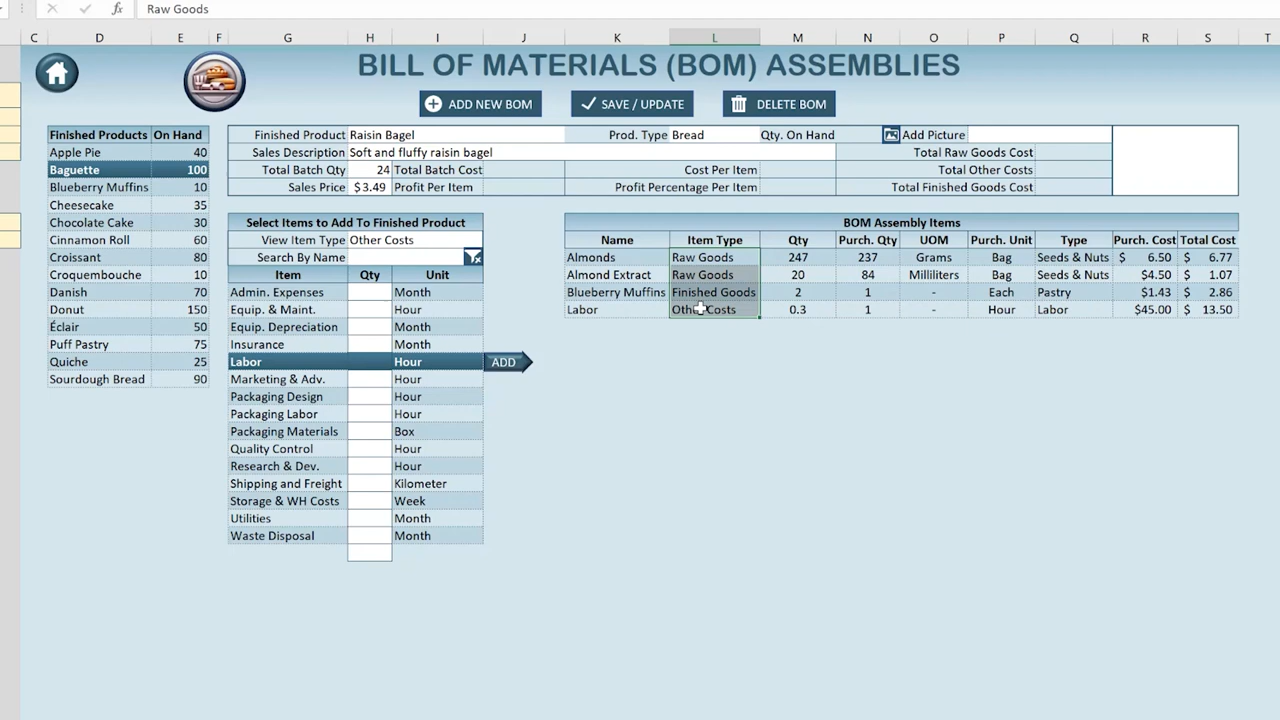 Raw Goods
C D E F G H I J K L M N O P Q R S T
BILL OF MATERIALS (BOM) ASSEMBLIES
ADD NEW BOM SAVE / UPDATE DELETE BOM
Finished Products On Hand
Apple Pie 40
Baguette 100
Blueberry Muffins 10
Cheesecake 35
Chocolate Cake 30
Cinnamon Roll 60
Croissant 80
Croquembouche 10
Danish 70
Donut 150
Éclair 50
Puff Pastry 75
Quiche 25
Sourdough Bread 90
Finished Product Raisin Bagel Prod. Type Bread Qty. On Hand Add Picture
Sales Description Soft and fluffy raisin bagel Total Raw Goods Cost
Total Batch Qty 24 Total Batch Cost Cost Per Item Total Other Costs
Sales Price $ 3.49 Profit Per Item Profit Percentage Per Item Total Finished Goods Cost
Select Items to Add To Finished Product
View Item Type Other Costs
Search By Name
Item Qty Unit
Admin. Expenses Month
Equip. & Maint. Hour
Equip. Depreciation Month
Insurance Month
Labor Hour ADD
Marketing & Adv. Hour
Packaging Design Hour
Packaging Labor Hour
Packaging Materials Box
Quality Control Hour
Research & Dev. Hour
Shipping and Freight Kilometer
Storage & WH Costs Week
Utilities Month
Waste Disposal Month
BOM Assembly Items
Name Item Type Qty Purch. Qty UOM Purch. Unit Type Purch. Cost Total Cost
Almonds Raw Goods 247 237 Grams Bag Seeds & Nuts $ 6.50 $ 6.77
Almond Extract Raw Goods 20 84 Milliliters Bag Seeds & Nuts $4.50 $ 1.07
Blueberry Muffins Finished Goods 2 1 - Each Pastry $1.43 $ 2.86
Labor Other Costs 0.3 1 - Hour Labor $45.00 $ 13.50